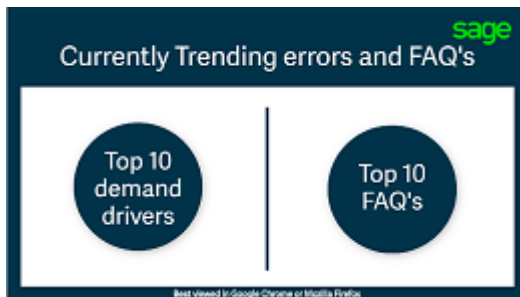 sage
Currently Trending errors and FAQ's
Top 10
demand
drivers
Top 10
FAQ's
Best viewed in Google Chrome or Mozilla Firefox